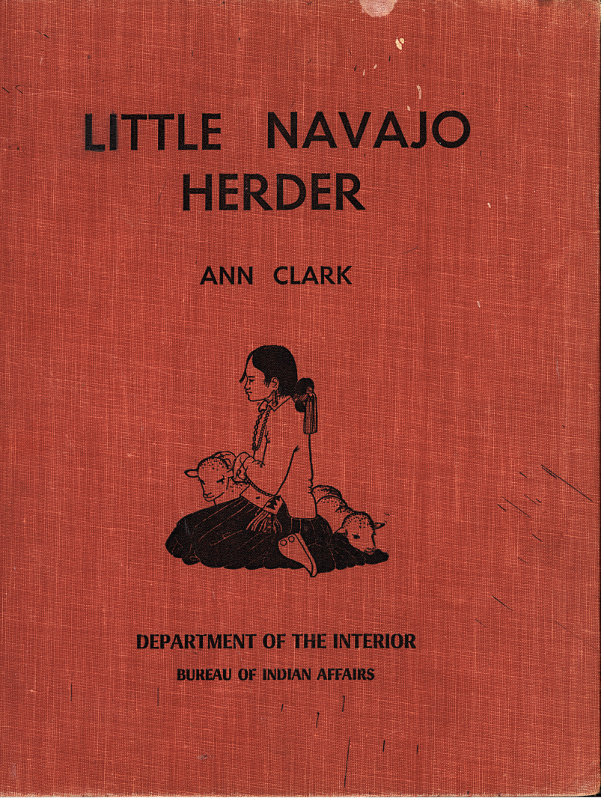 LITTLE NAVAJO
HERDER
ANN CLARK
DEPARTMENT OF THE INTERIOR
BUREAU OF INDIAN AFFAIRS